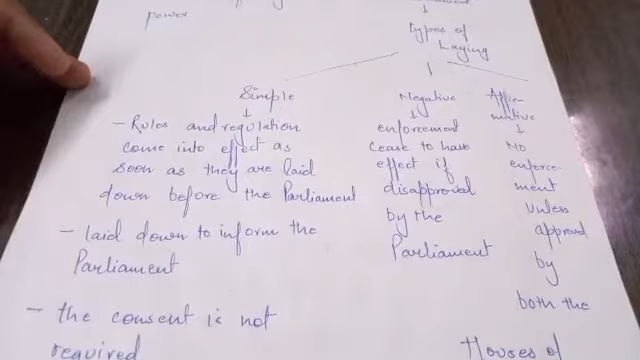 power
types of
Laying
Simple
- Rules and regulation
come into effect as
soon as they are laid
down before the Parliament
- laid down to inform the
Parliament
- the consent is not
required
Negative
enforcement
cease to have
effect if
disapproved
by the
Parliament
Affir-
mative
No
enforce-
ment
unless
approved
by
both the
Houses of